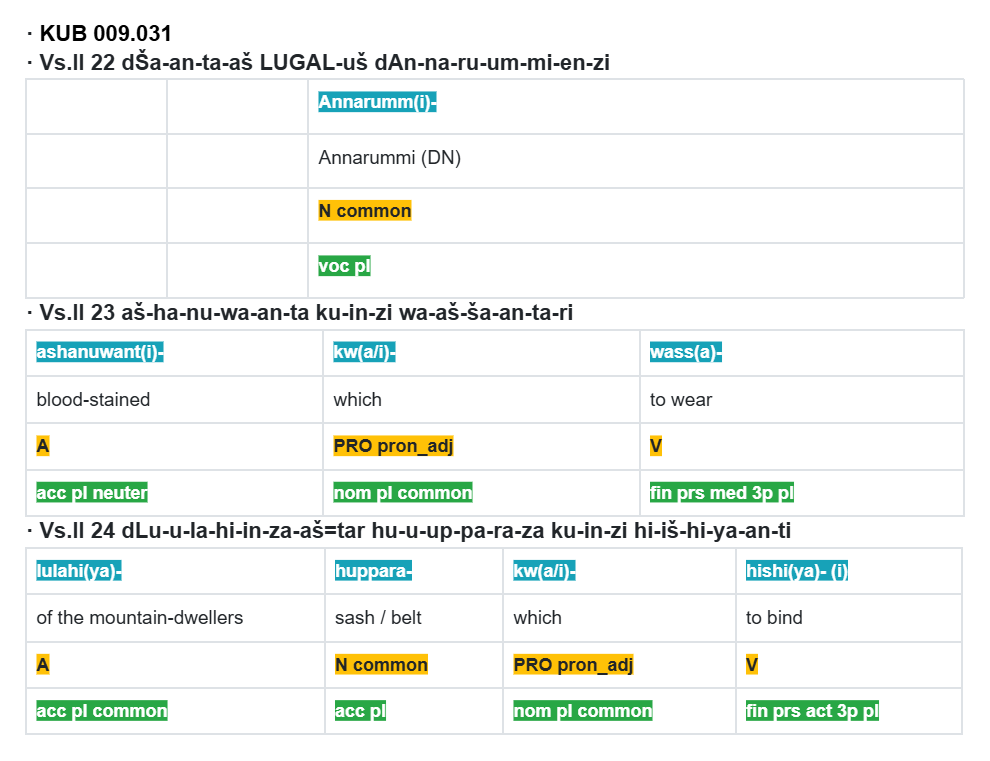 · KUB 009.031
· Vs.II 22 dŠa-an-ta-aš LUGAL-uš dAn-na-ru-um-mi-en-zi
Annarumm(i)-
Annarummi (DN)
N common
voc pl
· Vs.II 23 aš-ha-nu-wa-an-ta ku-in-zi wa-aš-ša-an-ta-ri
ashanuwant(i)- kw(a/i)- wass(a)-
blood-stained which to wear
A PRO pron_adj V
acc pl neuter nom pl common fin prs med 3p pl
· Vs.II 24 dLu-u-la-hi-in-za-aš=tar hu-u-up-pa-ra-za ku-in-zi hi-iš-hi-ya-an-ti
lulahi(ya)- huppara- kw(a/i)- hishi(ya)- (i)
of the mountain-dwellers sash / belt which to bind
A N common PRO pron_adj V
acc pl common acc pl nom pl common fin prs act 3p pl